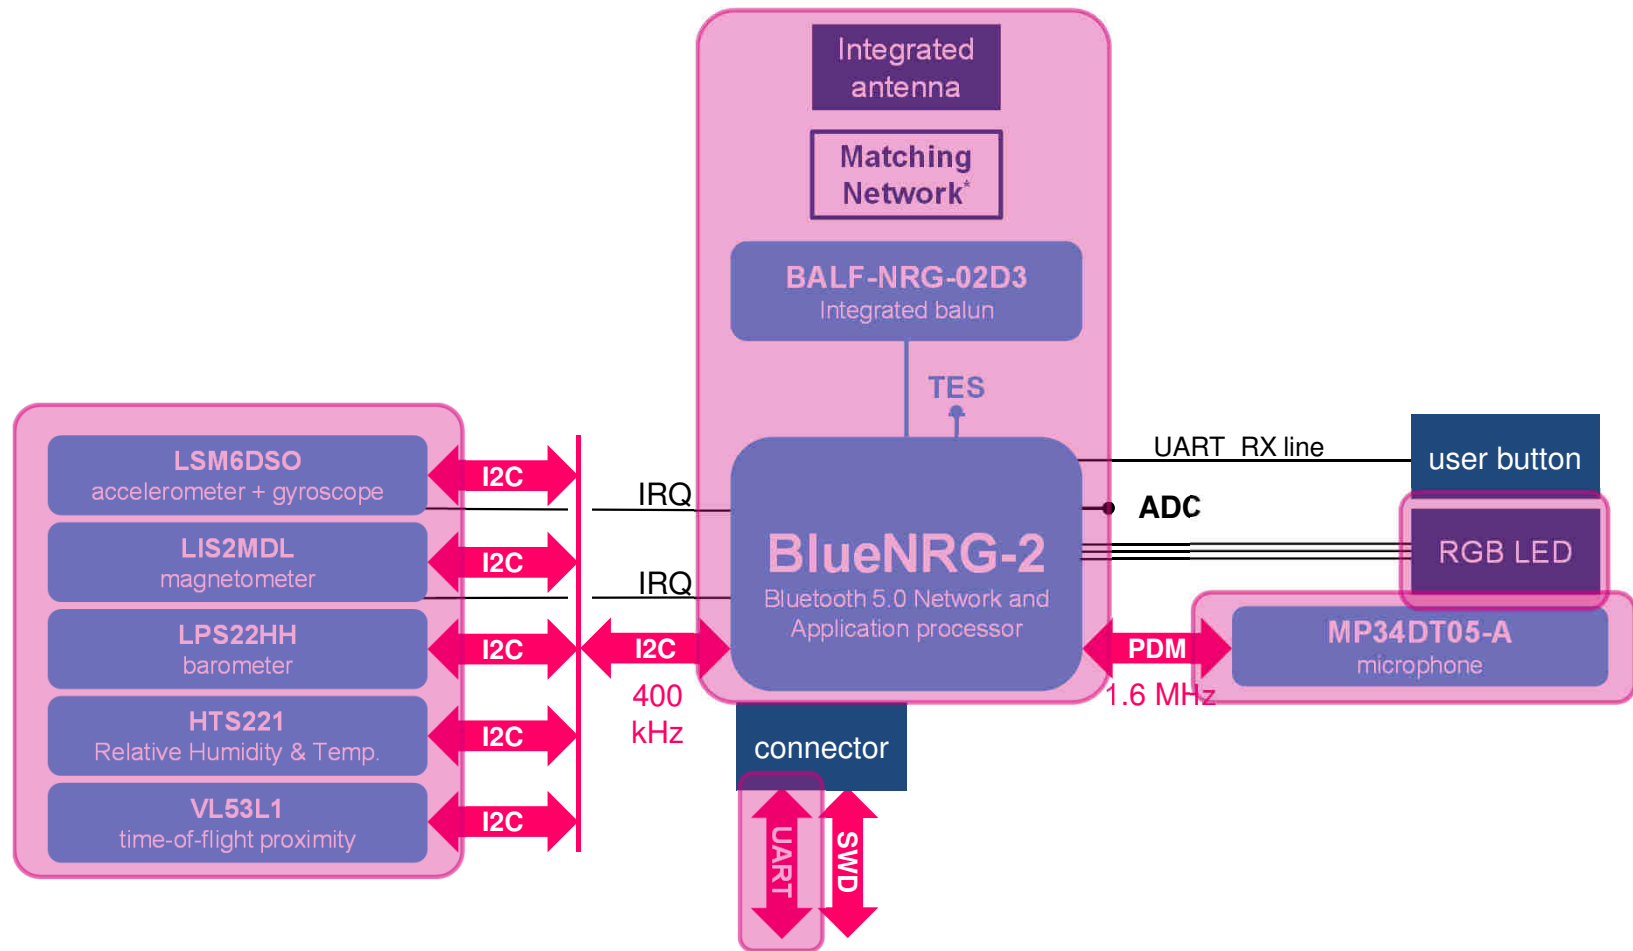 Integrated
antenna
Matching
Network*
BALF-NRG-02D3
Integrated balun
TES
LSM6DSO
accelerometer + gyroscope
I2C
IRQ
LIS2MDL
magnetometer
I2C
IRQ
LPS22HH
barometer
I2C
I2C
400
kHz
HTS221
Relative Humidity & Temp.
I2C
VL53L1
time-of-flight proximity
I2C
BlueNRG-2
Bluetooth 5.0 Network and
Application processor
UART RX line
user button
ADC
RGB LED
PDM
1.6 MHz
MP34DT05-A
microphone
connector
UART
SWD